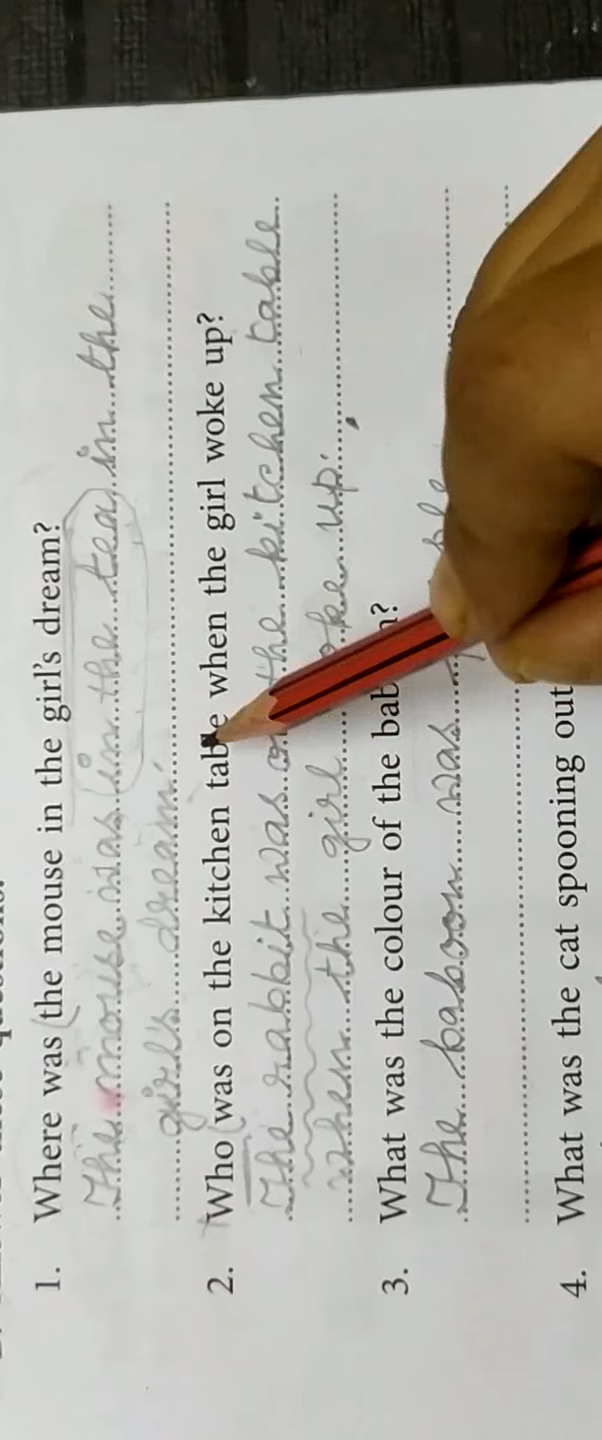 1. Where was the mouse in the girl's dream?
The mouse was in the tea in the
girl's dream.
2. Who was on the kitchen table when the girl woke up?
The rabbit was on the kitchen table
when the girl woke up.
3. What was the colour of the
The baboon was
4. What was the cat spooning out